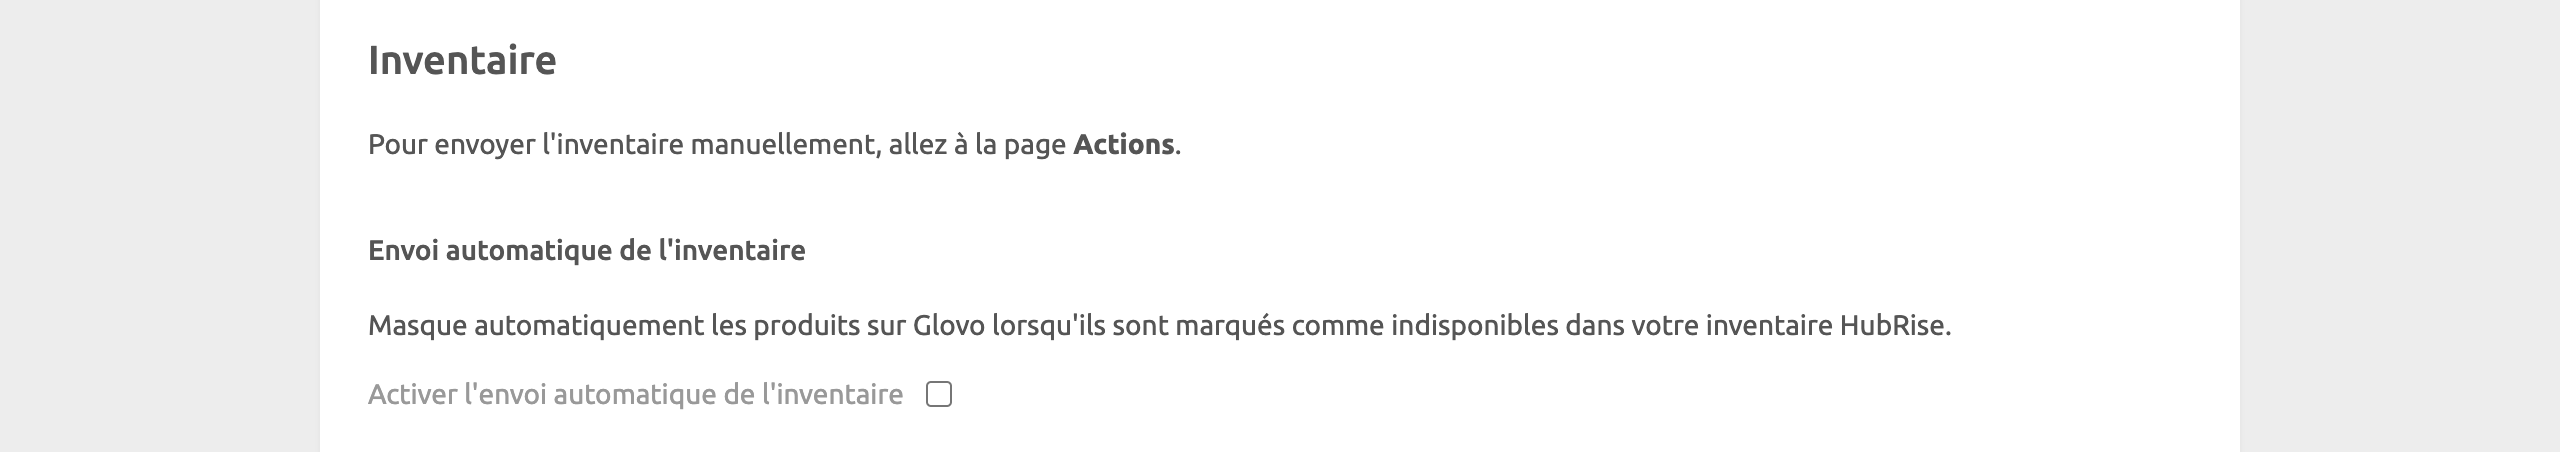 Inventaire
Pour envoyer l'inventaire manuellement, allez à la page Actions.
Envoi automatique de l'inventaire
Masque automatiquement les produits sur Glovo lorsqu'ils sont marqués comme indisponibles dans votre inventaire HubRise.
Activer l'envoi automatique de l'inventaire